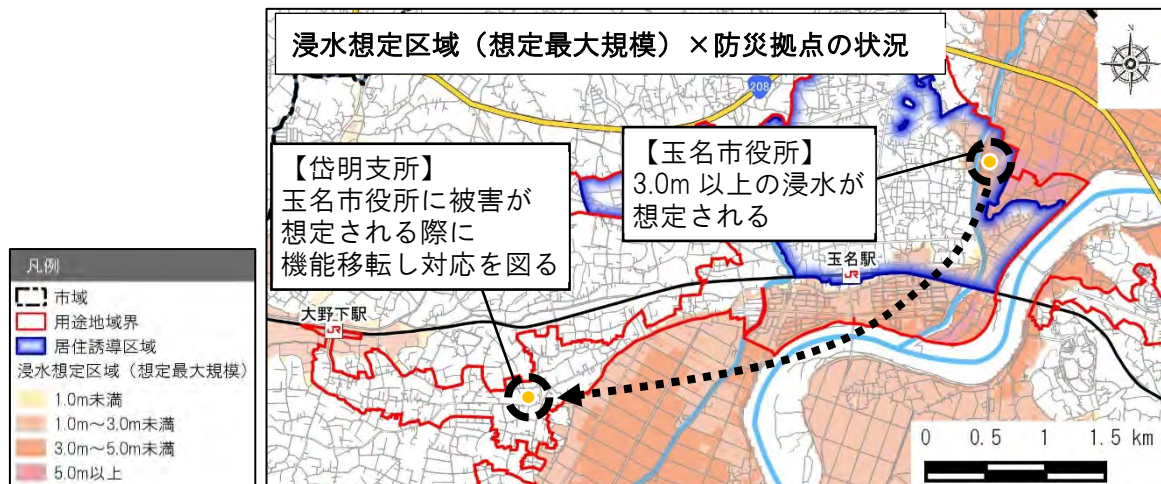 浸水想定区域（想定最大規模）×防災拠点の状況
N
208
【岱明支所】
玉名市役所に被害が
想定される際に
機能移転し対応を図る
【玉名市役所】
3.0m 以上の浸水が
想定される
玉名駅
JR
大野下駅
JR
凡例
市域
用途地域界
居住誘導区域
浸水想定区域（想定最大規模）
1.0m未満
1.0m～3.0m未満
3.0m～5.0m未満
5.0m以上
0 0.5 1 1.5 km